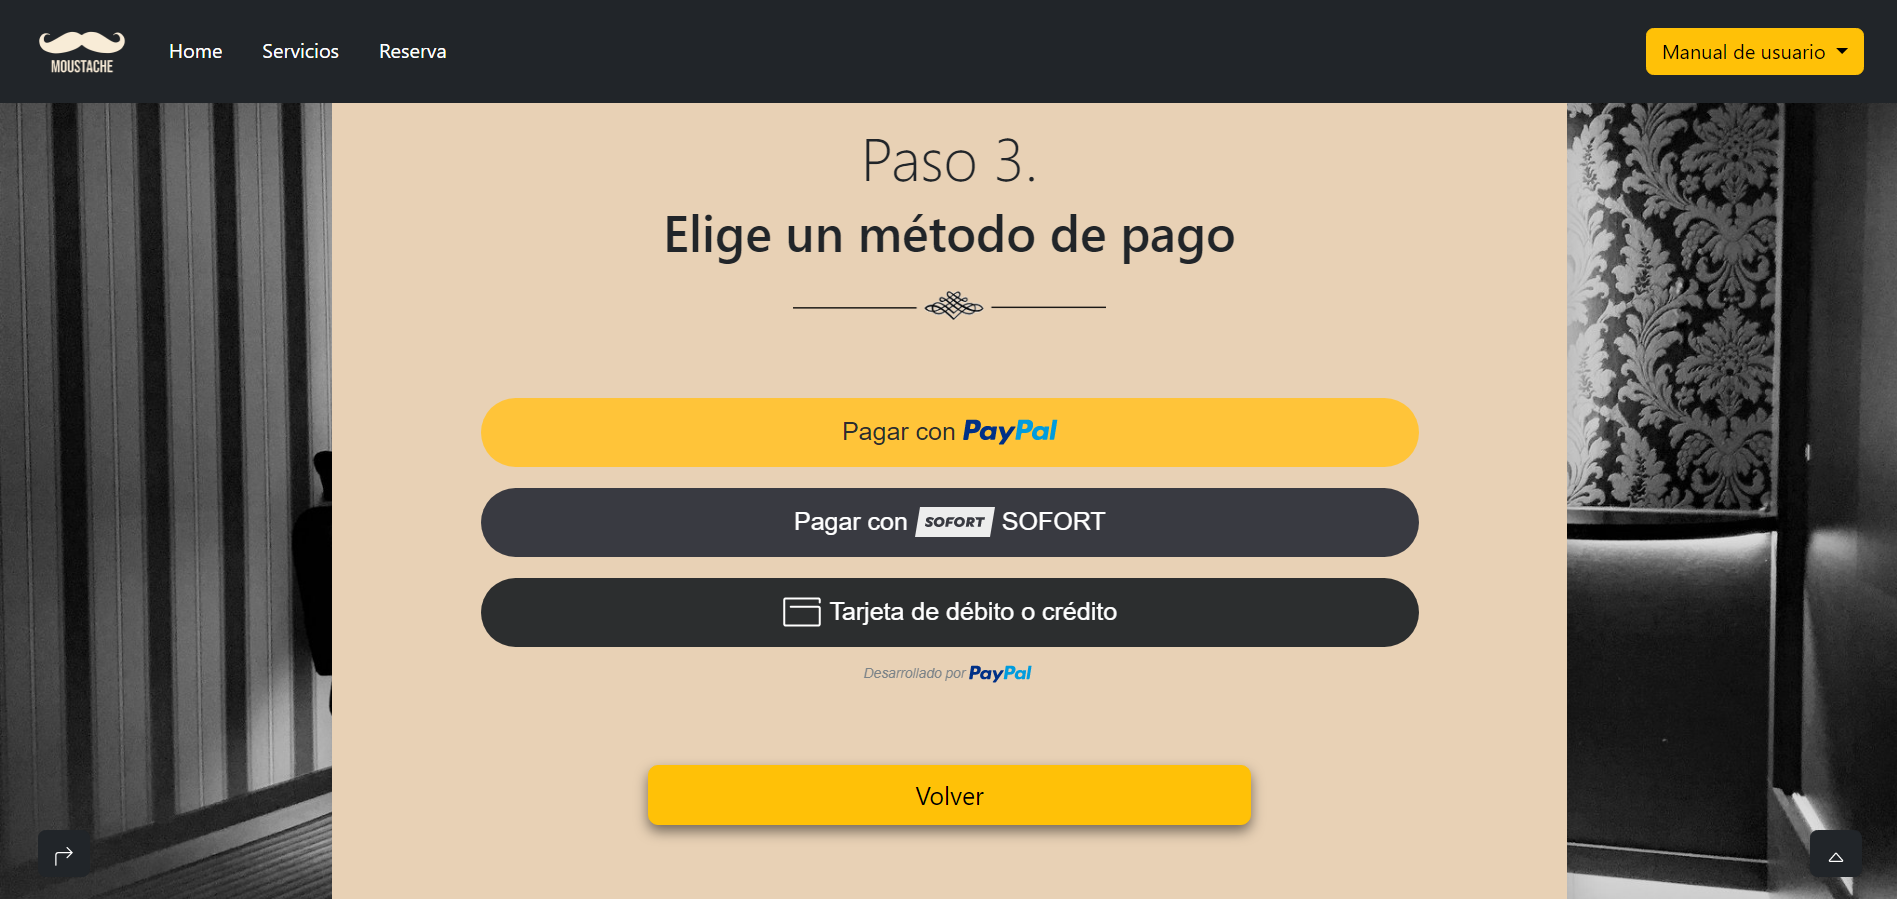 MOUSTACHE
Home
Servicios
Reserva
Manual de usuario
Paso 3.
Elige un método de pago
Pagar con PayPal
Pagar con SOFORT SOFORT
Tarjeta de débito o crédito
Desarrollado por PayPal
Volver